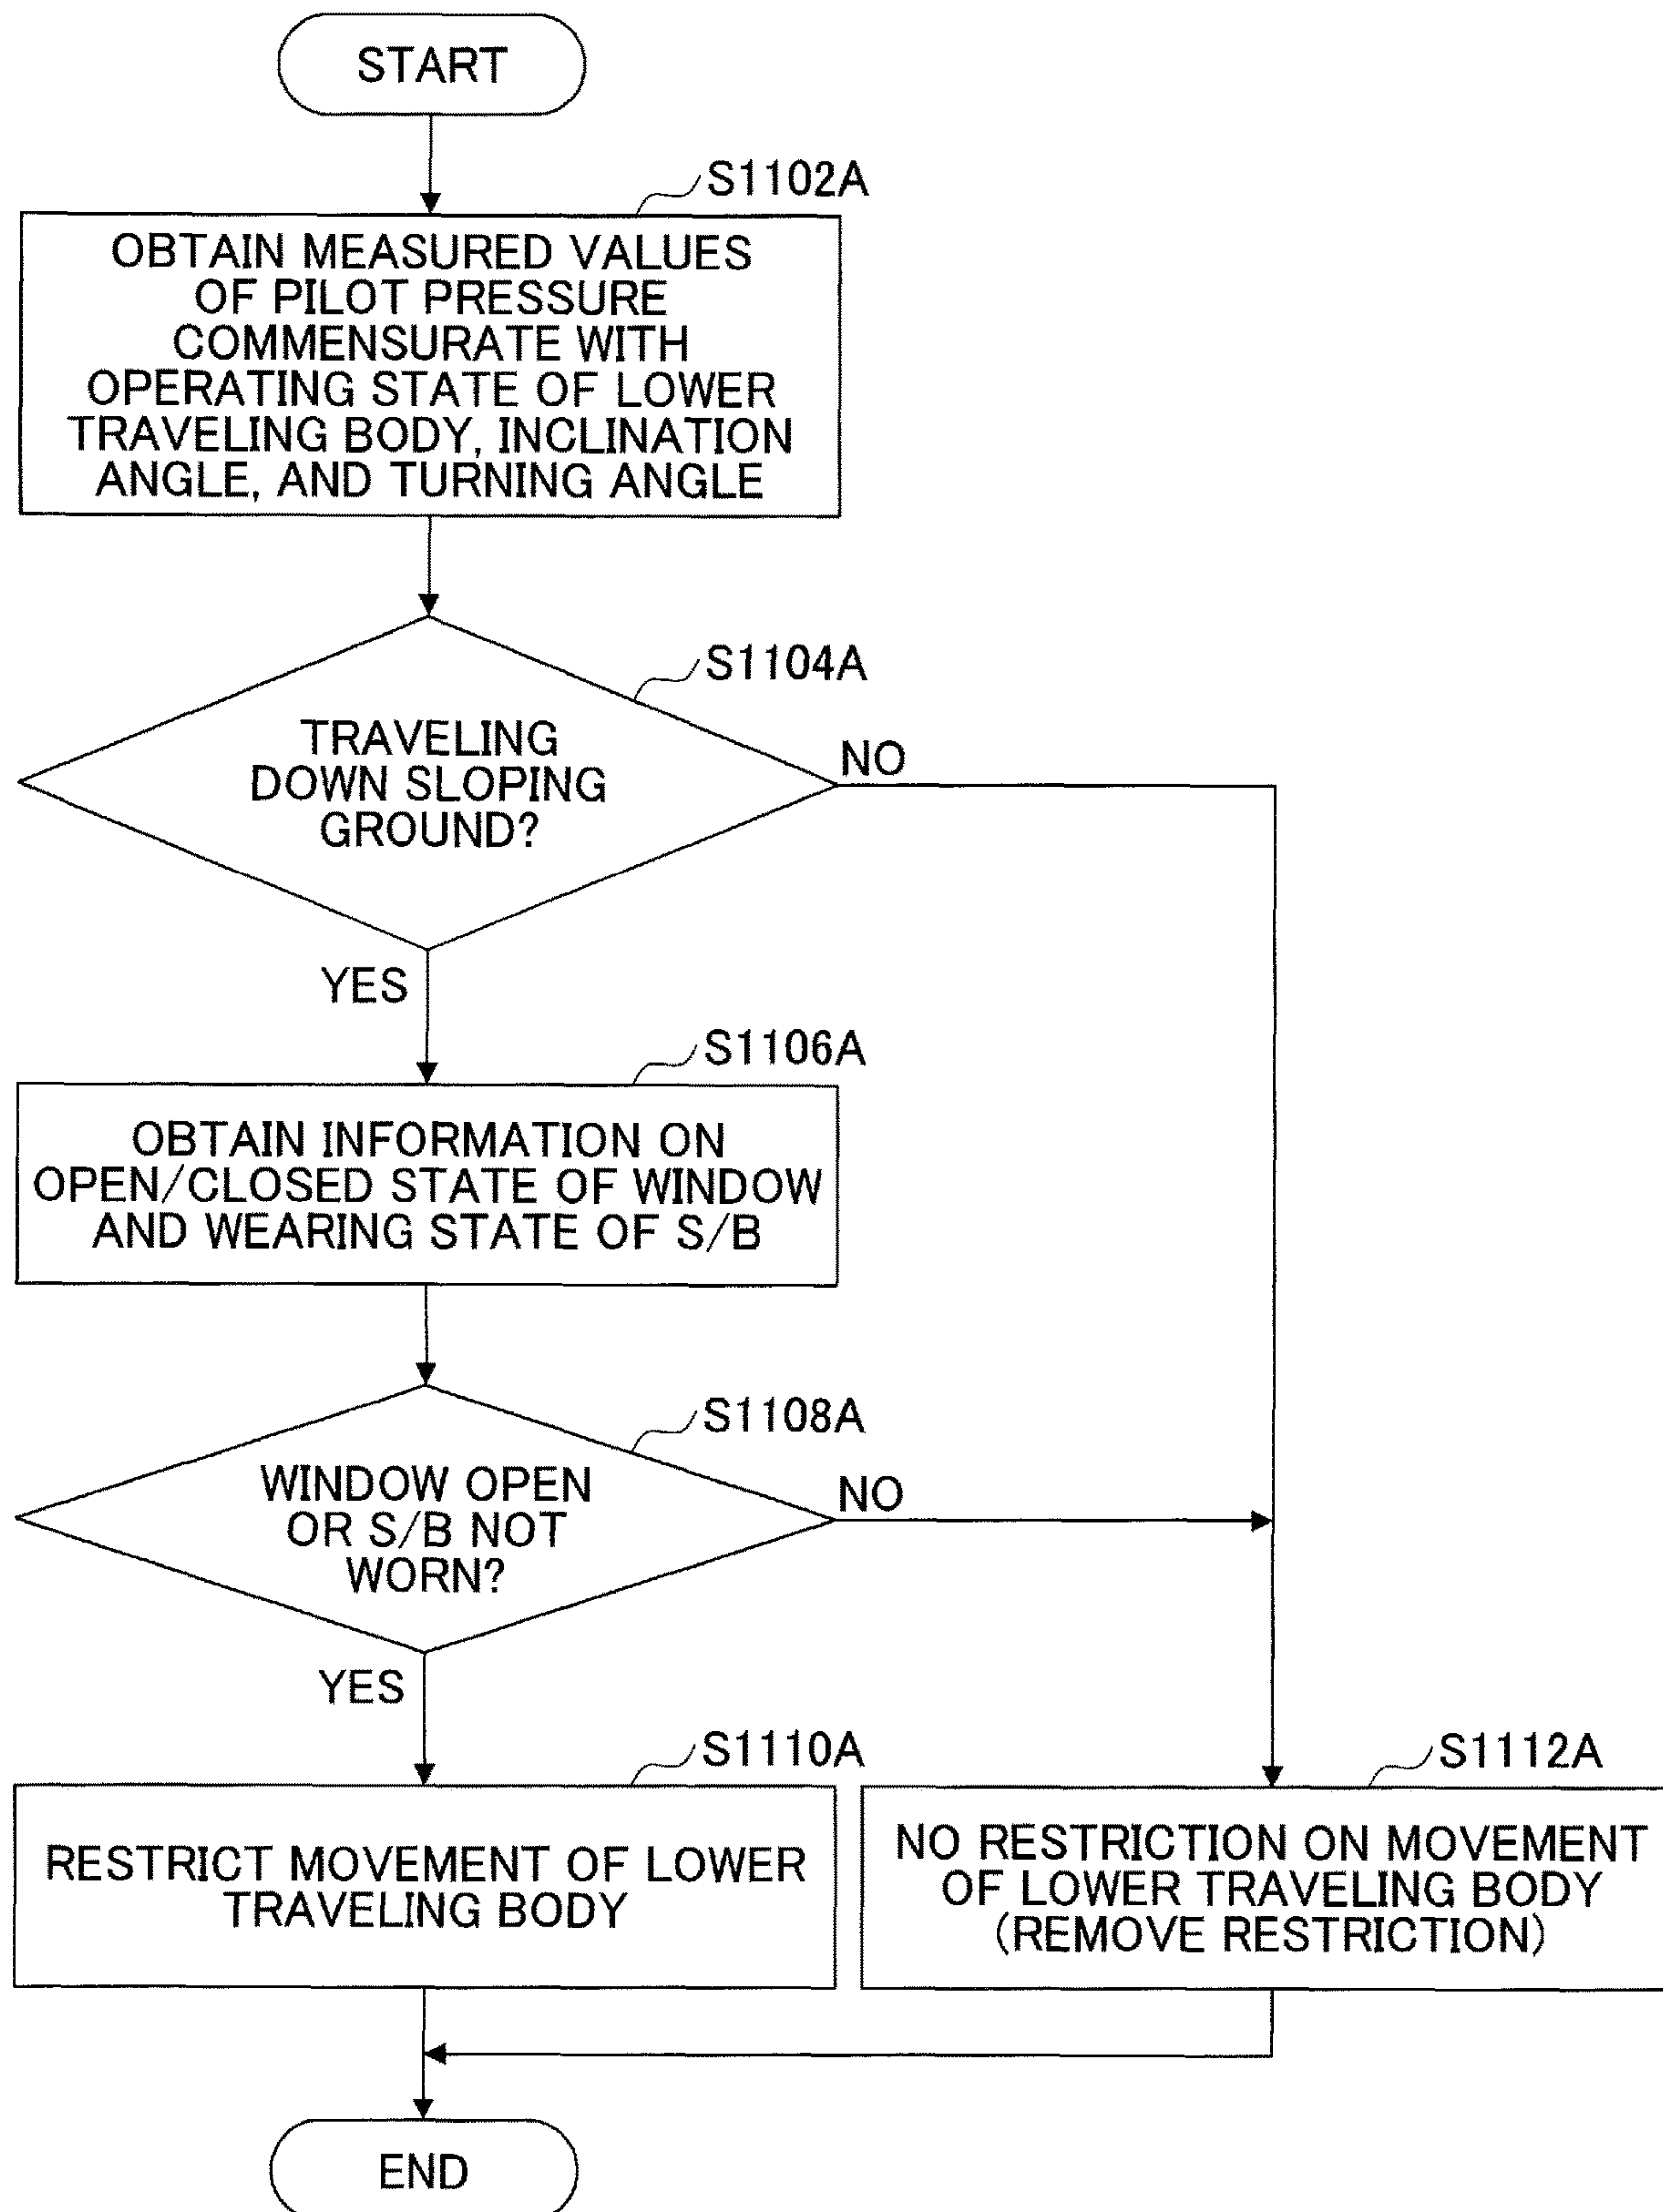 START
S1102A
OBTAIN MEASURED VALUES
OF PILOT PRESSURE
COMMENSURATE WITH
OPERATING STATE OF LOWER
TRAVELING BODY, INCLINATION
ANGLE, AND TURNING ANGLE
S1104A
TRAVELING
DOWN SLOPING
GROUND?
NO
YES
S1106A
OBTAIN INFORMATION ON
OPEN/CLOSED STATE OF WINDOW
AND WEARING STATE OF S/B
S1108A
WINDOW OPEN
OR S/B NOT
WORN?
NO
YES
S1110A
RESTRICT MOVEMENT OF LOWER
TRAVELING BODY
S1112A
NO RESTRICTION ON MOVEMENT
OF LOWER TRAVELING BODY
(REMOVE RESTRICTION)
END